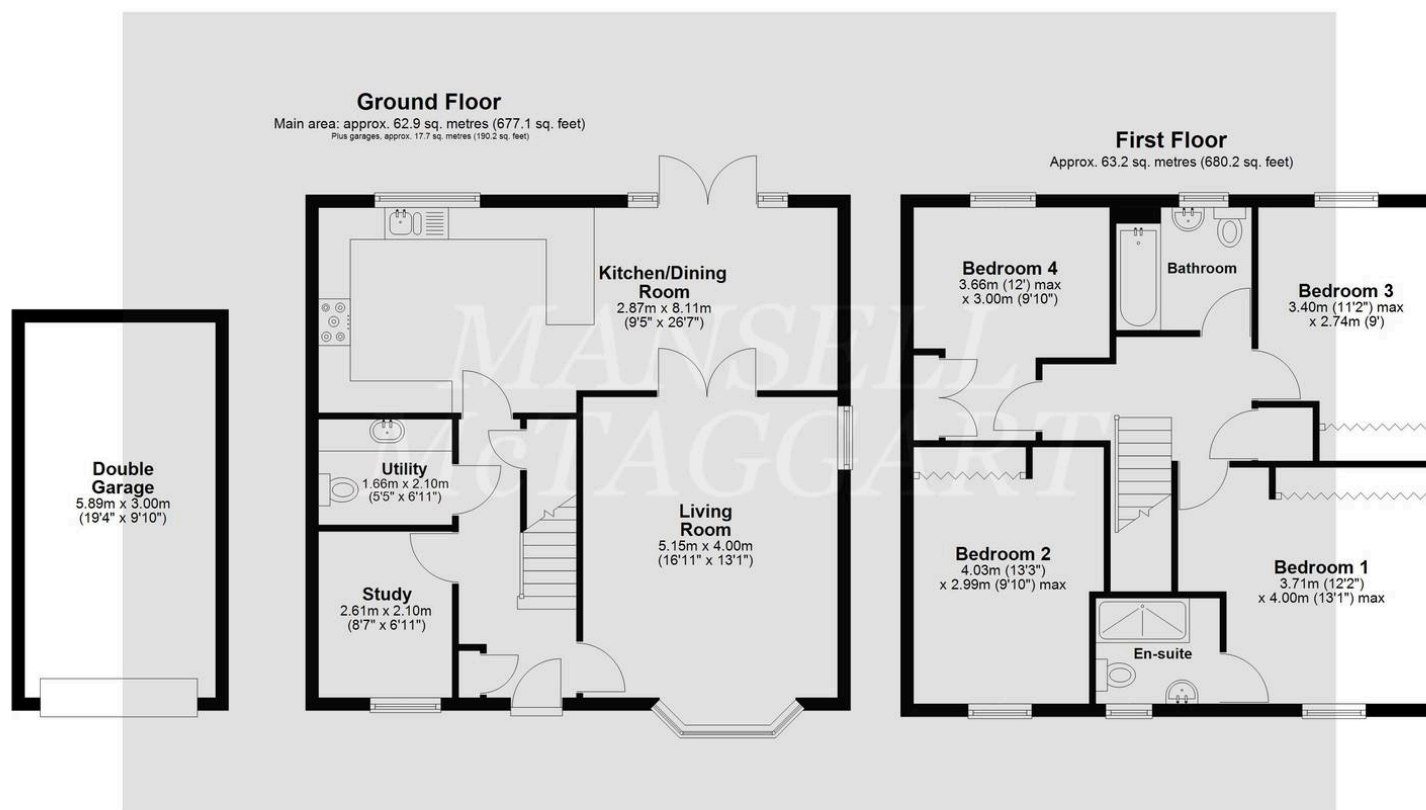 Ground Floor
Main area: approx. 62.9 sq. metres (677.1 sq. feet)
Plus garages, approx. 17.7 sq. metres (190.2 sq. feet)
First Floor
Approx. 63.2 sq. metres (680.2 sq. feet)
Kitchen/Dining
Room
2.87m x 8.11m
(9'5" x 26'7")
Bedroom 4
3.66m (12') max
x 3.00m (9'10")
Bathroom
Bedroom 3
3.40m (11'2") max
x 2.74m (9')
MANSELL
McTAGGART
Double
Garage
5.89m x 3.00m
(19'4" x 9'10")
Utility
1.66m x 2.10m
(5'5" x 6'11")
Living
Room
5.15m x 4.00m
(16'11" x 13'1")
Study
2.61m x 2.10m
(8'7" x 6'11")
Bedroom 2
4.03m (13'3")
x 2.99m (9'10") max
Bedroom 1
3.71m (12'2")
x 4.00m (13'1") max
En-suite